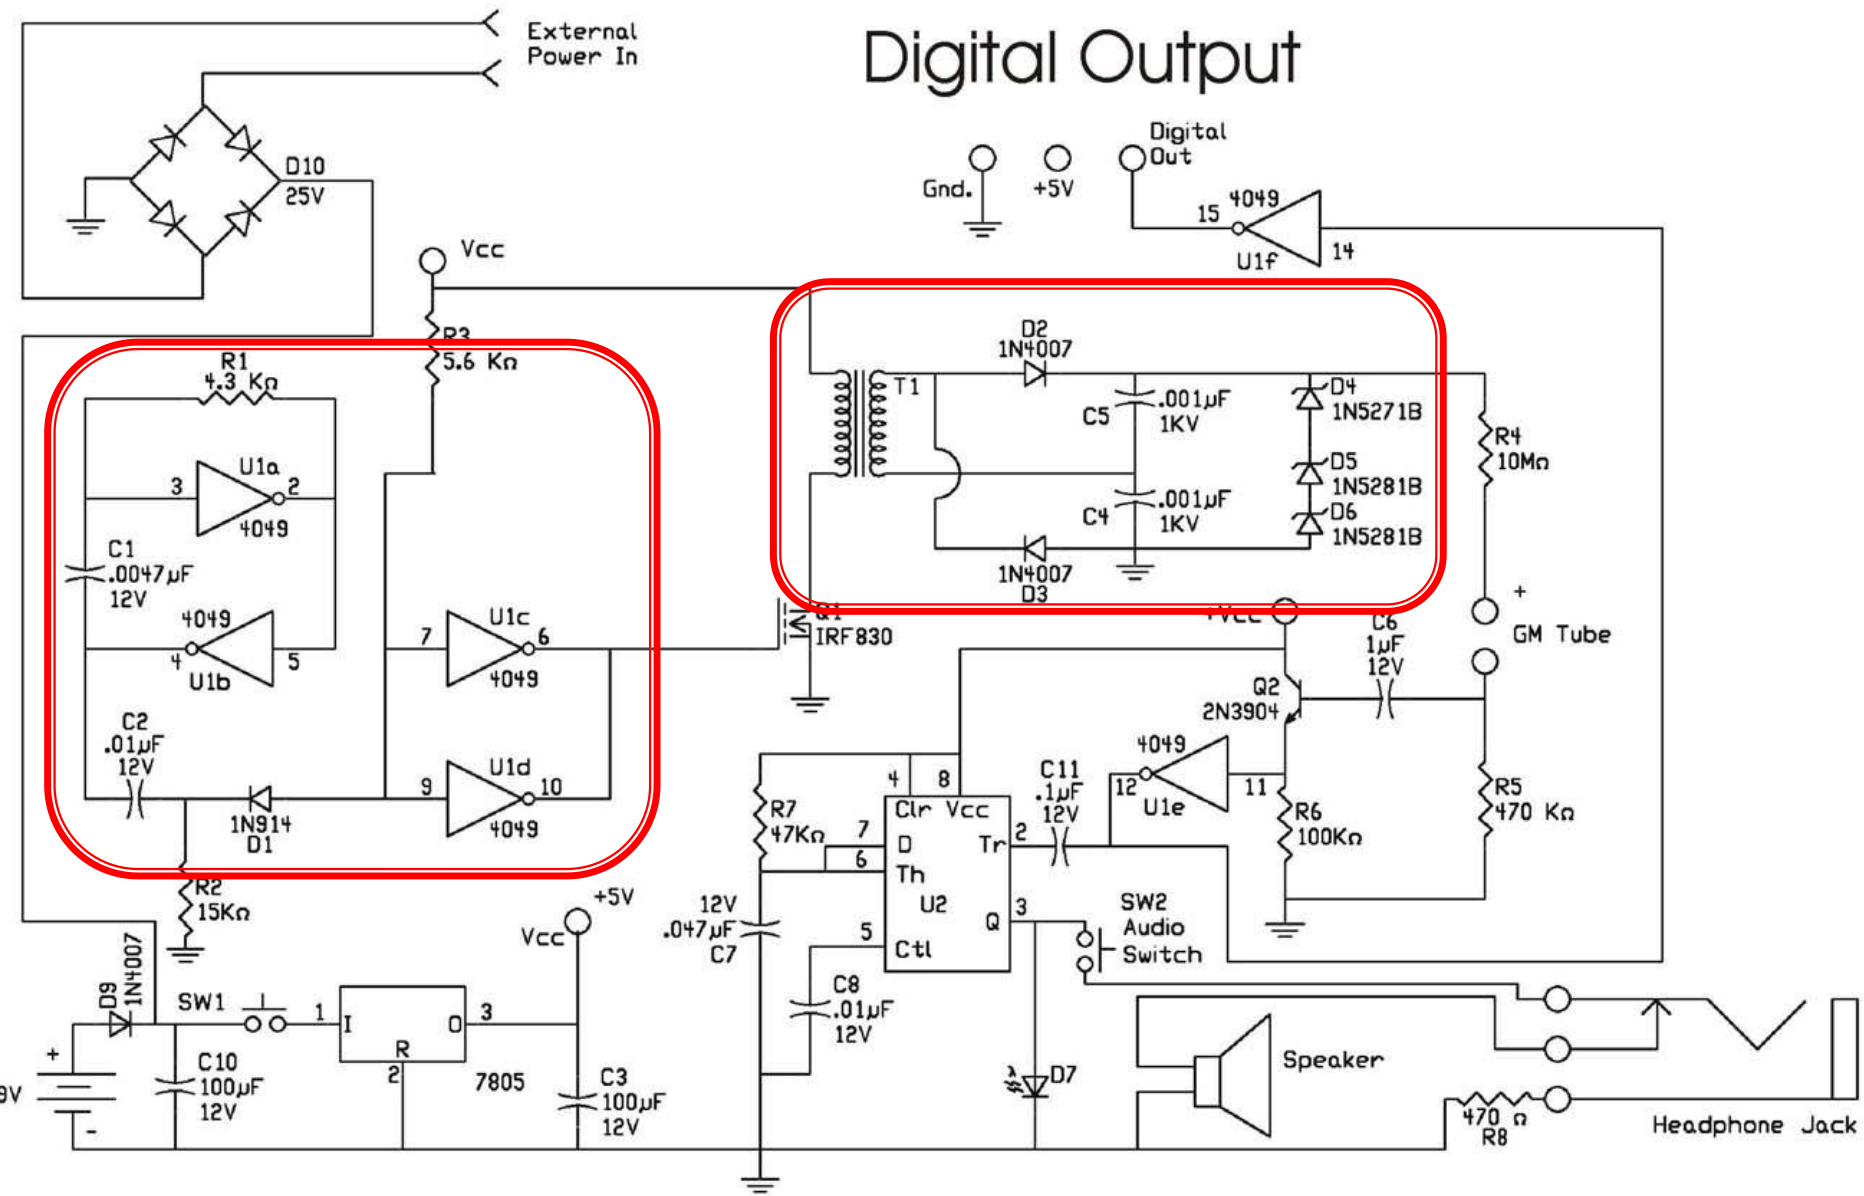 Digital Output
External
Power In
D10
25V
Digital
Out
Gnd.
+5V
15
4049
U1f
14
Vcc
R3
5.6 KΩ
R1
4.3 KΩ
U1a
3
2
4049
C1
.0047µF
12V
4049
4
5
U1b
C2
.01µF
12V
1N914
D1
R2
15KΩ
U1c
7
6
4049
U1d
9
10
4049
T1
D2
1N4007
C5
.001µF
1KV
C4
.001µF
1KV
1N4007
D3
D4
1N5271B
D5
1N5281B
D6
1N5281B
R4
10MΩ
+
GM Tube
Q1
IRF830
+Vcc
C6
1µF
12V
Q2
2N3904
4049
12
11
U1e
R6
100KΩ
R5
470 KΩ
C11
.1µF
12V
R7
47KΩ
4
8
Clr Vcc
7
D
Tr
2
6
Th
U2
Q
3
5
Ctl
12V
.047µF
C7
C8
.01µF
12V
SW2
Audio
Switch
D7
Speaker
470 Ω
R8
Headphone Jack
D9
1N4007
SW1
+
9V
-
C10
100µF
12V
1
I
O
3
R
2
7805
+5V
Vcc
C3
100µF
12V